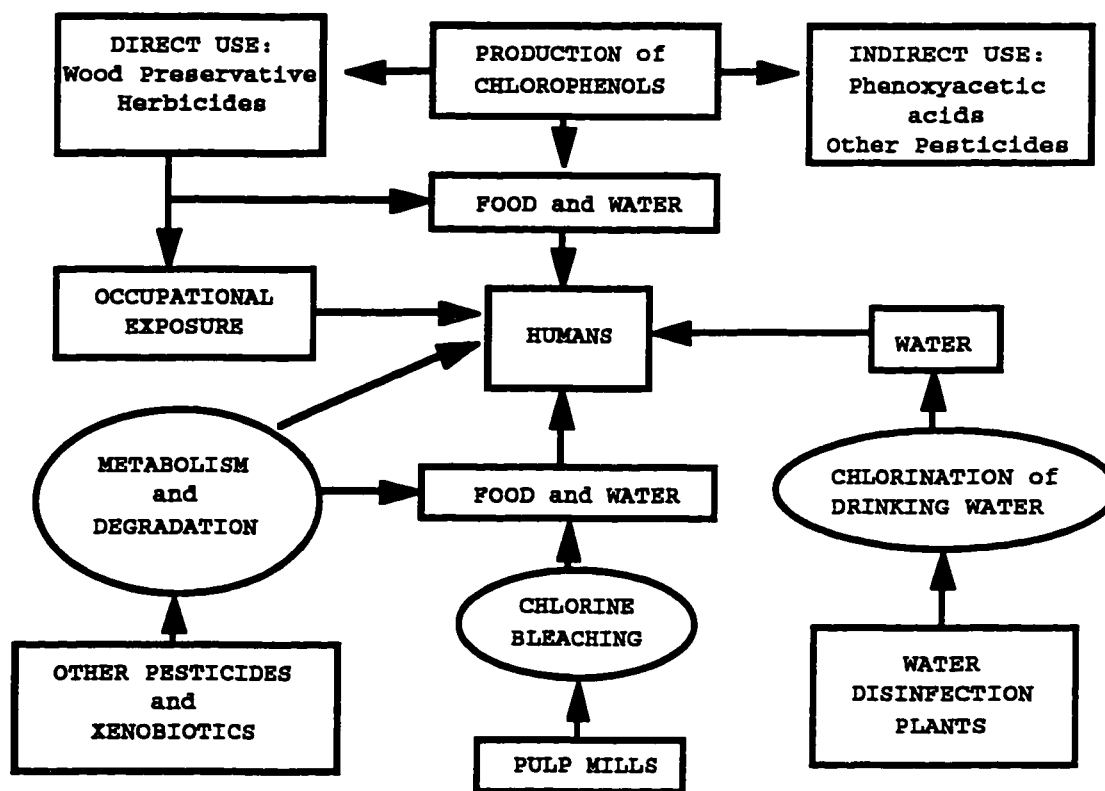 DIRECT USE:
Wood Preservative
Herbicides
PRODUCTION of
CHLOROPHENOLS
INDIRECT USE:
Phenoxyacetic
acids
Other Pesticides
FOOD and WATER
OCCUPATIONAL
EXPOSURE
HUMANS
WATER
METABOLISM
and
DEGRADATION
FOOD and WATER
CHLORINATION of
DRINKING WATER
CHLORINE
BLEACHING
OTHER PESTICIDES
and
XENOBIOTICS
WATER
DISINFECTION
PLANTS
PULP MILLS